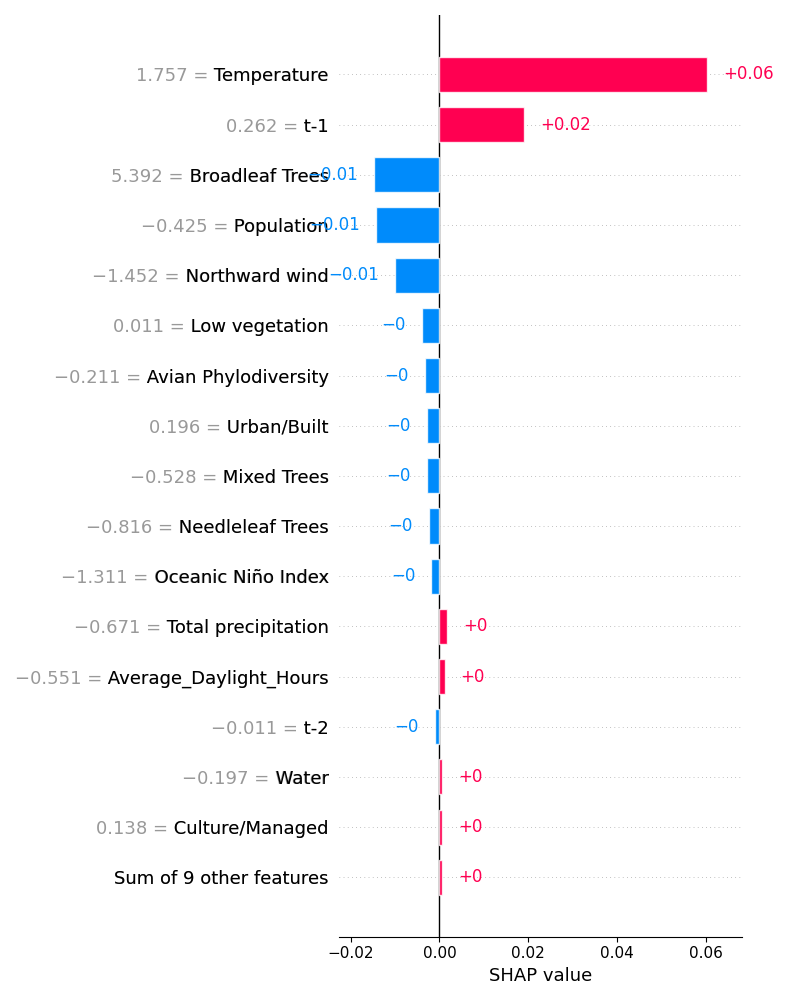 1.757 = Temperature +0.06
0.262 = t-1 +0.02
5.392 = Broadleaf Trees −0.01
−0.425 = Population −0.01
−1.452 = Northward wind −0.01
0.011 = Low vegetation −0
−0.211 = Avian Phylodiversity −0
0.196 = Urban/Built −0
−0.528 = Mixed Trees −0
−0.816 = Needleleaf Trees −0
−1.311 = Oceanic Niño Index −0
−0.671 = Total precipitation +0
−0.551 = Average_Daylight_Hours +0
−0.011 = t-2 −0
−0.197 = Water +0
0.138 = Culture/Managed +0
Sum of 9 other features +0
−0.02 0.00 0.02 0.04 0.06
SHAP value